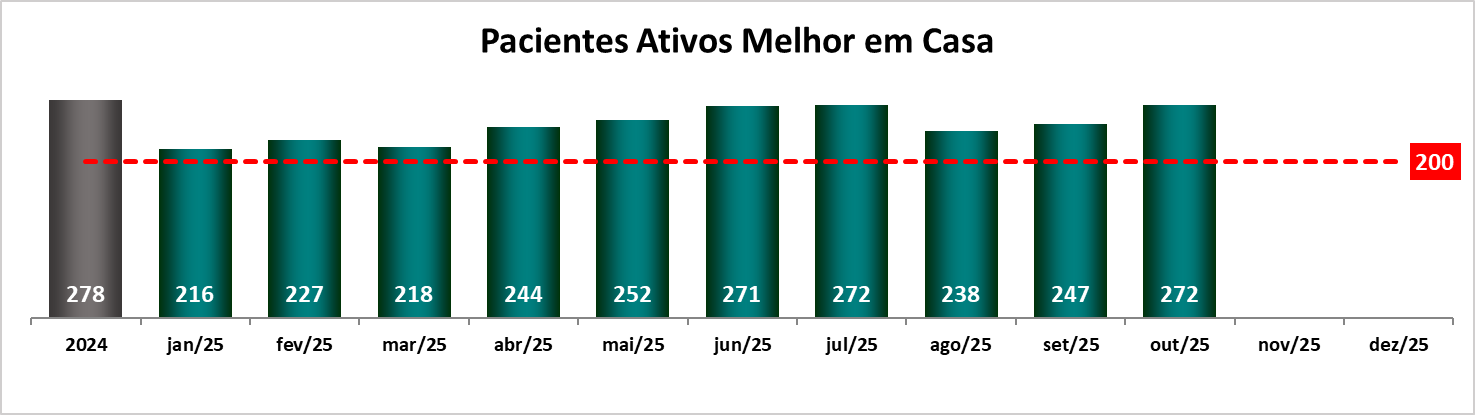 Pacientes Ativos Melhor em Casa
200
278 216 227 218 244 252 271 272 238 247 272
2024 jan/25 fev/25 mar/25 abr/25 mai/25 jun/25 jul/25 ago/25 set/25 out/25 nov/25 dez/25